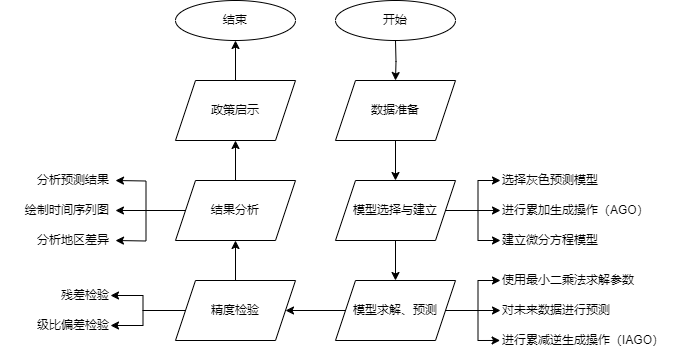 结束
开始
政策启示
数据准备
分析预测结果
绘制时间序列图
分析地区差异
结果分析
模型选择与建立
选择灰色预测模型
进行累加生成操作（AGO）
建立微分方程模型
残差检验
级比偏差检验
精度检验
模型求解、预测
使用最小二乘法求解参数
对未来数据进行预测
进行累减逆生成操作（IAGO）